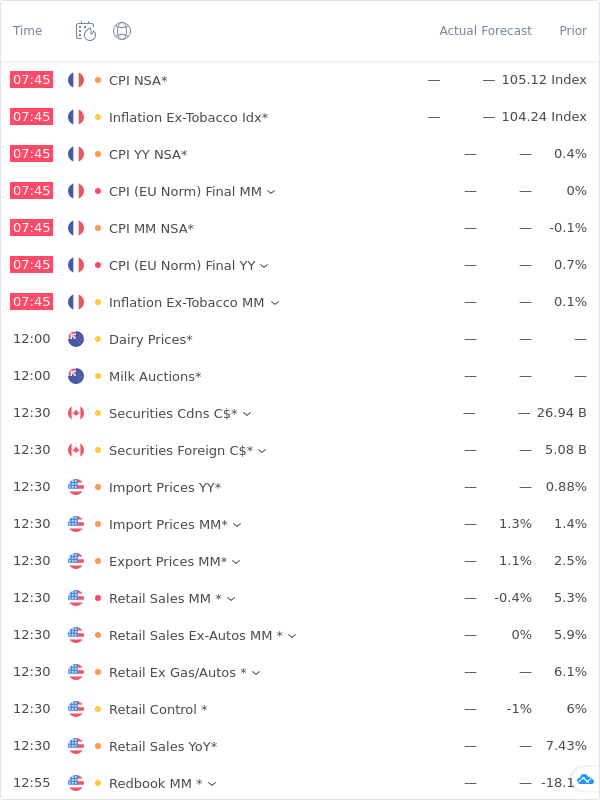 Time Actual Forecast Prior
07:45 CPI NSA* — — 105.12 Index
07:45 Inflation Ex-Tobacco Idx* — — 104.24 Index
07:45 CPI YY NSA* — — 0.4%
07:45 CPI (EU Norm) Final MM — — 0%
07:45 CPI MM NSA* — — -0.1%
07:45 CPI (EU Norm) Final YY — — 0.7%
07:45 Inflation Ex-Tobacco MM — — 0.1%
12:00 Dairy Prices* — — —
12:00 Milk Auctions* — — —
12:30 Securities Cdns C$* — — 26.94 B
12:30 Securities Foreign C$* — — 5.08 B
12:30 Import Prices YY* — — 0.88%
12:30 Import Prices MM* — 1.3% 1.4%
12:30 Export Prices MM* — 1.1% 2.5%
12:30 Retail Sales MM * — -0.4% 5.3%
12:30 Retail Sales Ex-Autos MM * — 0% 5.9%
12:30 Retail Ex Gas/Autos * — — 6.1%
12:30 Retail Control * — -1% 6%
12:30 Retail Sales YoY* — — 7.43%
12:55 Redbook MM * — —